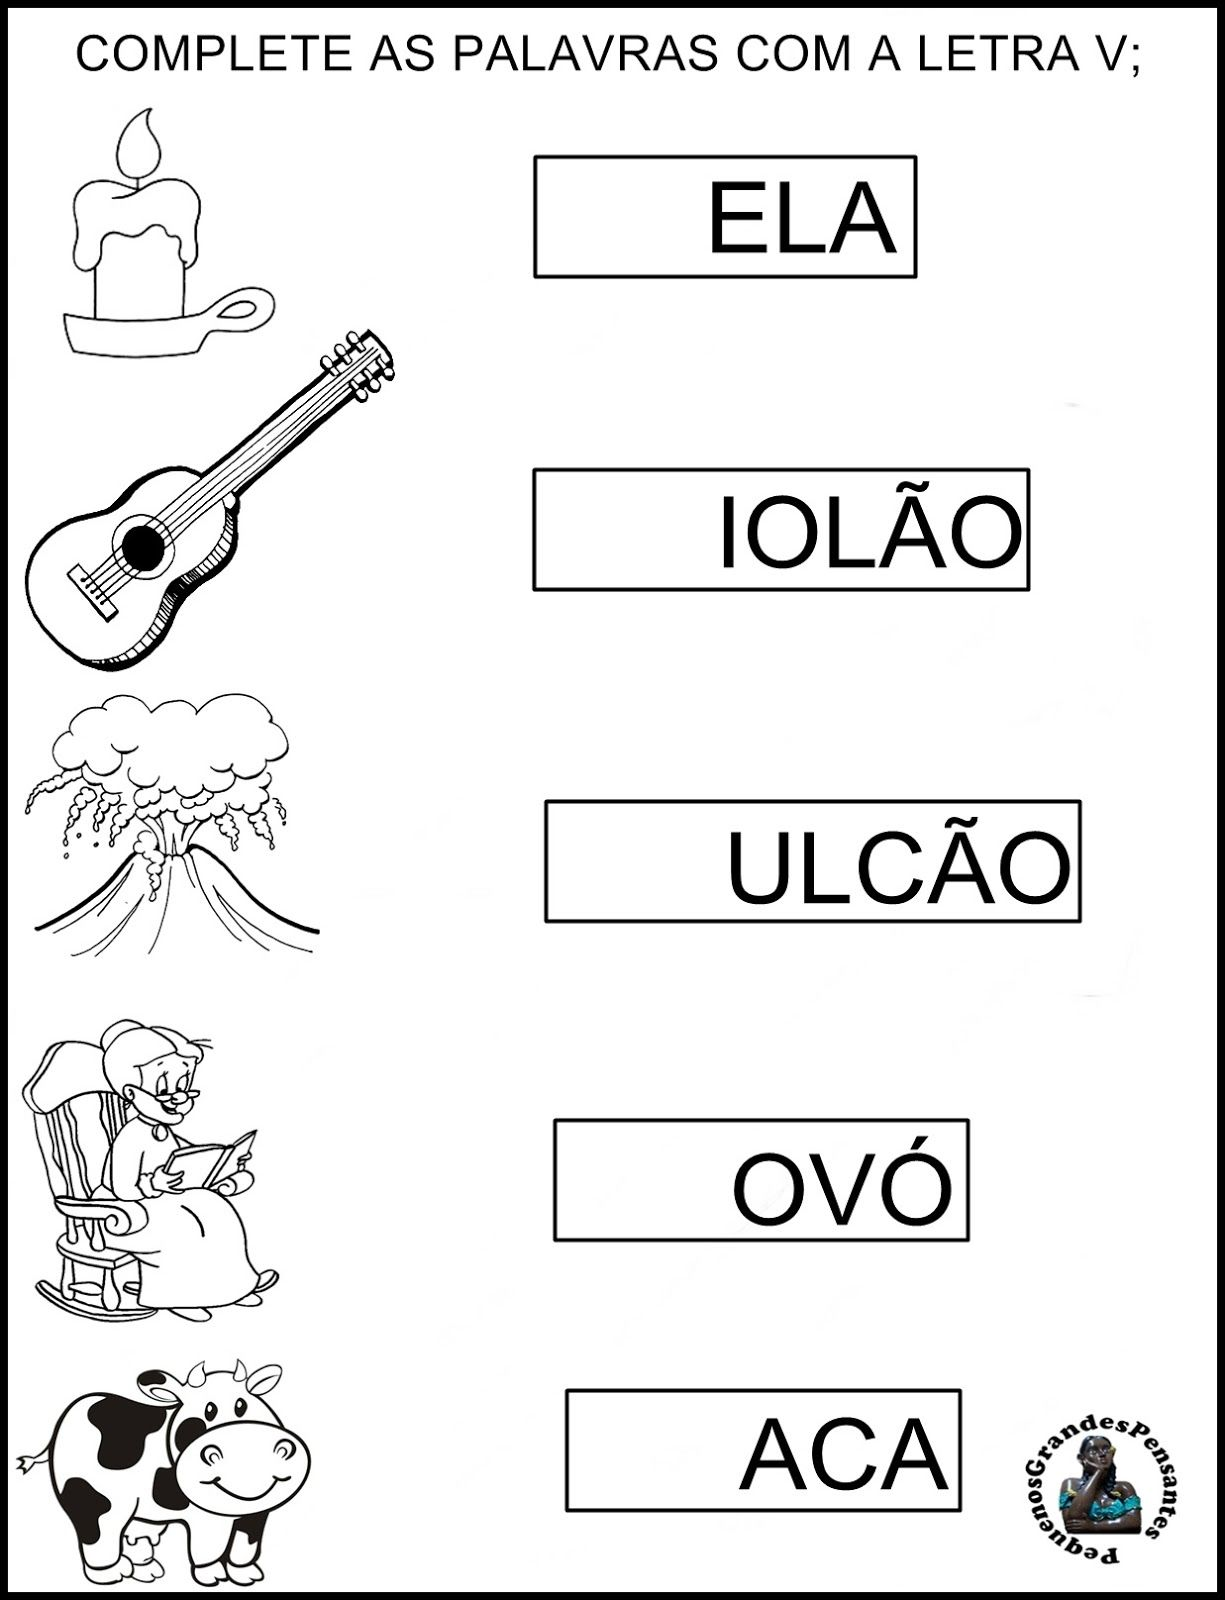 COMPLETE AS PALAVRAS COM A LETRA V;
ELA
IOLÃO
ULCÃO
OVÓ
ACA
PequenosGrandesPensantes